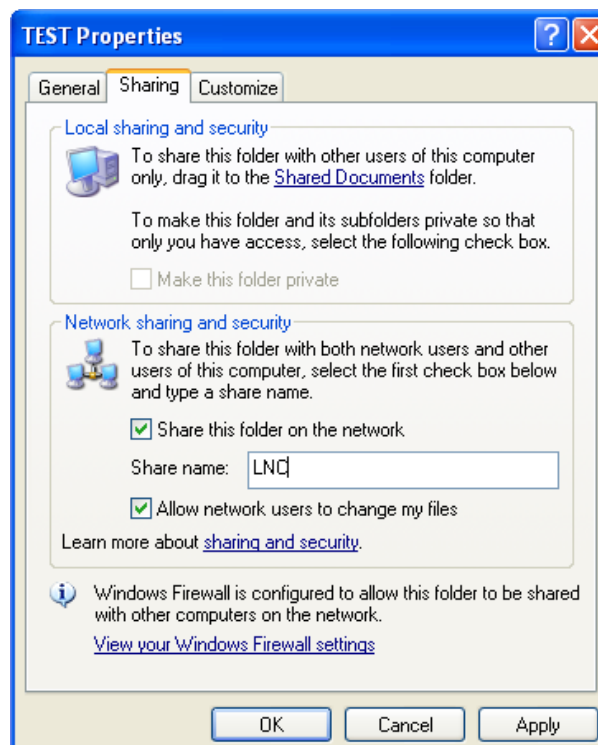 TEST Properties
General Sharing Customize
Local sharing and security
To share this folder with other users of this computer
only, drag it to the Shared Documents folder.
To make this folder and its subfolders private so that
only you have access, select the following check box.
Make this folder private
Network sharing and security
To share this folder with both network users and other
users of this computer, select the first check box below
and type a share name.
Share this folder on the network
Share name: LNC
Allow network users to change my files
Learn more about sharing and security.
Windows Firewall is configured to allow this folder to be shared
with other computers on the network.
View your Windows Firewall settings
OK Cancel Apply